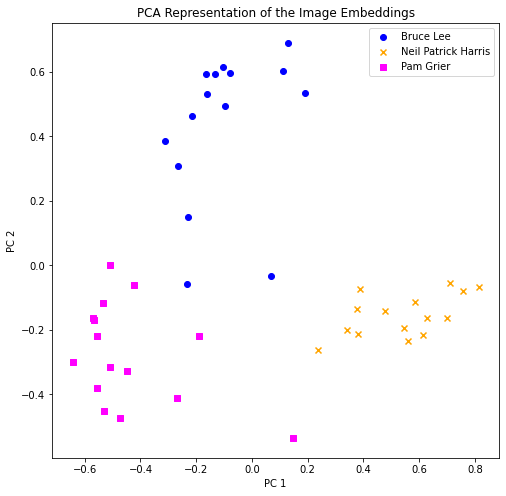 PCA Representation of the Image Embeddings
Bruce Lee
Neil Patrick Harris
Pam Grier
0.6
0.4
0.2
0.0
−0.2
−0.4
PC 2
−0.6 −0.4 −0.2 0.0 0.2 0.4 0.6 0.8
PC 1